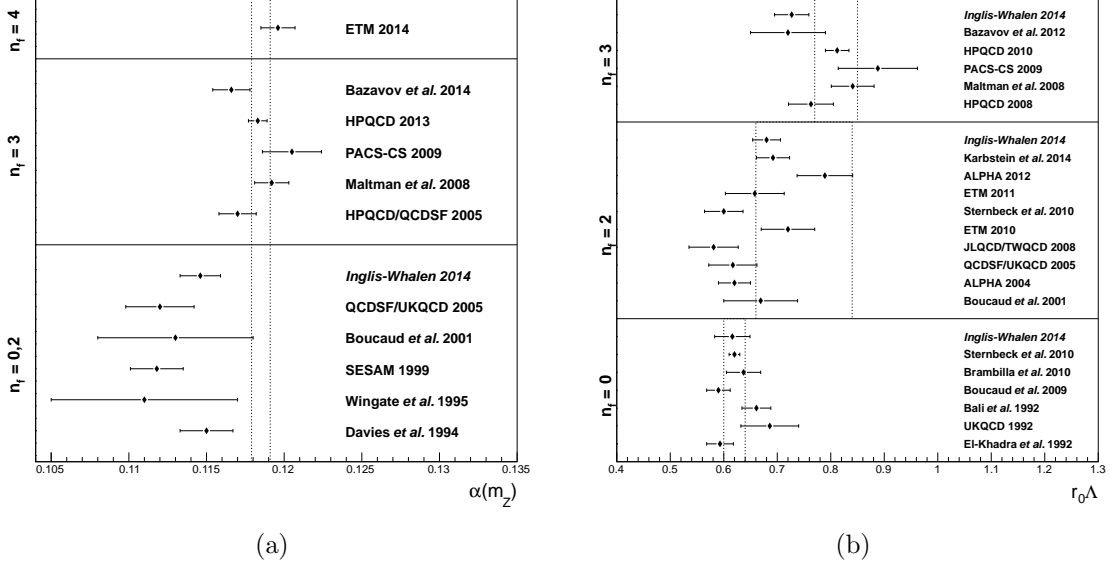 n_f = 4
ETM 2014
n_f = 3
Bazavov et al. 2014
HPQCD 2013
PACS-CS 2009
Maltman et al. 2008
HPQCD/QCDSF 2005
n_f = 0,2
Inglis-Whalen 2014
QCDSF/UKQCD 2005
Boucaud et al. 2001
SESAM 1999
Wingate et al. 1995
Davies et al. 1994
0.105 0.11 0.115 0.12 0.125 0.13 0.135
α(m_Z)
(a)
n_f = 3
Inglis-Whalen 2014
Bazavov et al. 2012
HPQCD 2010
PACS-CS 2009
Maltman et al. 2008
HPQCD 2008
n_f = 2
Inglis-Whalen 2014
Karbstein et al. 2014
ALPHA 2012
ETM 2011
Sternbeck et al. 2010
ETM 2010
JLQCD/TWQCD 2008
QCDSF/UKQCD 2005
ALPHA 2004
Boucaud et al. 2001
n_f = 0
Inglis-Whalen 2014
Sternbeck et al. 2010
Brambilla et al. 2010
Boucaud et al. 2009
Bali et al. 1992
UKQCD 1992
El-Khadra et al. 1992
0.4 0.5 0.6 0.7 0.8 0.9 1 1.1 1.2 1.3
r_0Λ
(b)